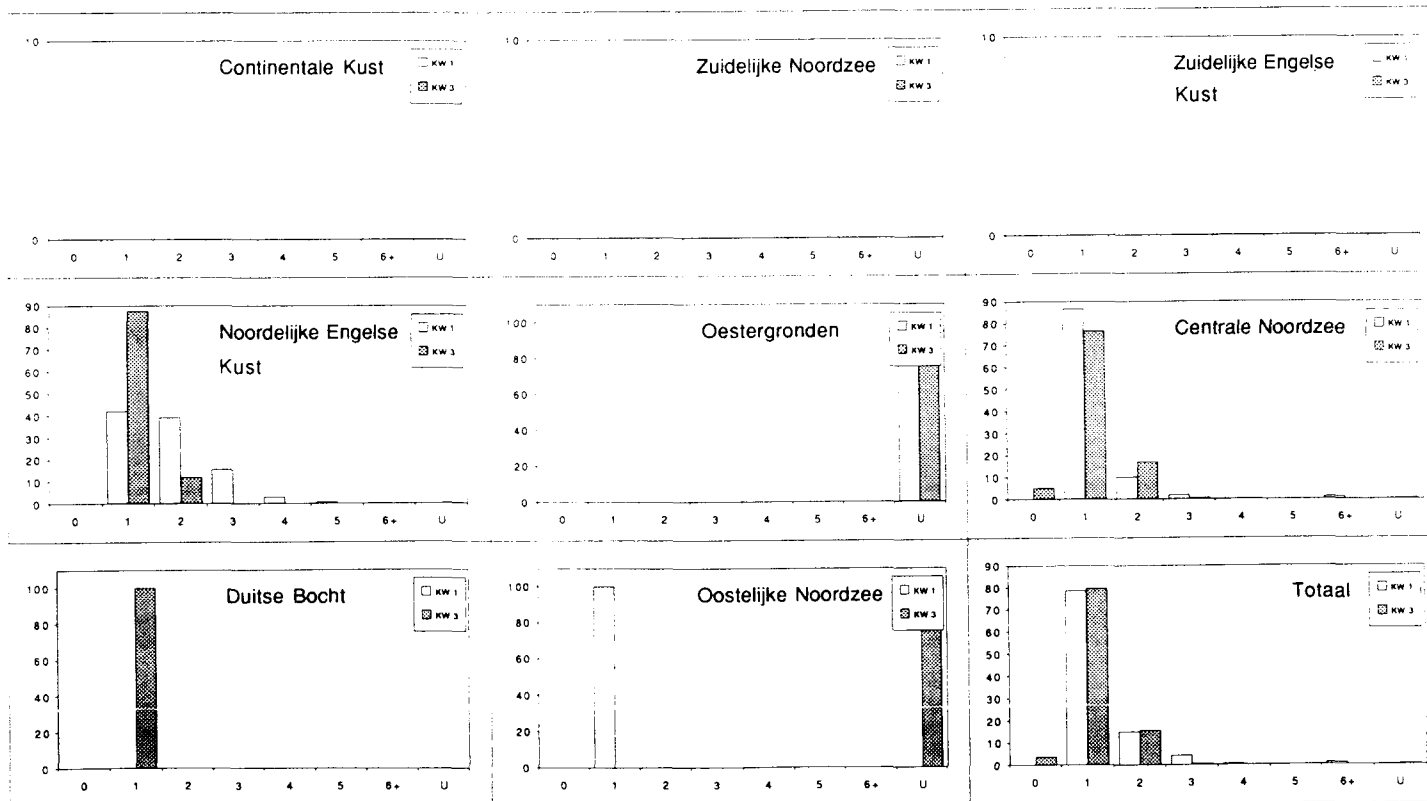 10
Continentale Kust
KW 1
KW 3
0
0 1 2 3 4 5 6+ U
10
Zuidelijke Noordzee
KW 1
KW 3
0
0 1 2 3 4 5 6+ U
10
Zuidelijke Engelse
Kust
KW 1
KW 3
0
0 1 2 3 4 5 6+ U
90
80
70
60
50
40
30
20
10
0
Noordelijke Engelse
Kust
KW 1
KW 3
0 1 2 3 4 5 6+ U
100
80
60
40
20
0
Oestergronden
KW 1
KW 3
0 1 2 3 4 5 6+ U
90
80
70
60
50
40
30
20
10
0
Centrale Noordzee
KW 1
KW 3
0 1 2 3 4 5 6+ U
100
80
60
40
20
0
Duitse Bocht
KW 1
KW 3
0 1 2 3 4 5 6+ U
100
80
60
40
20
0
Oostelijke Noordzee
KW 1
KW 3
0 1 2 3 4 5 6+ U
90
80
70
60
50
40
30
20
10
0
Totaal
KW 1
KW 3
0 1 2 3 4 5 6+ U